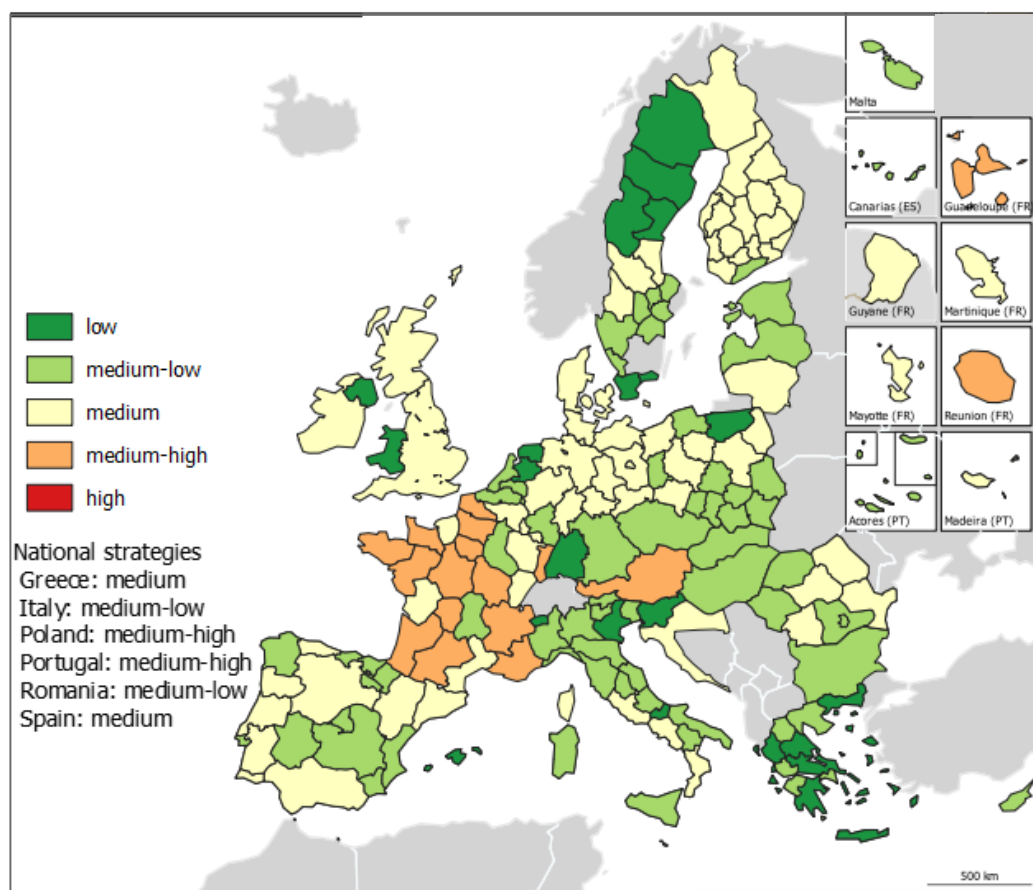 low
medium-low
medium
medium-high
high
National strategies
Greece: medium
Italy: medium-low
Poland: medium-high
Portugal: medium-high
Romania: medium-low
Spain: medium
Malta
Canarias (ES)
Guadeloupe (FR)
Guyane (FR)
Martinique (FR)
Mayotte (FR)
Reunion (FR)
Acores (PT)
Madeira (PT)
500 km